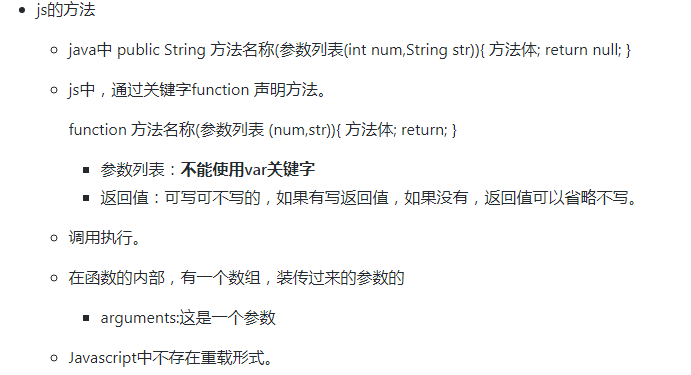 js的方法
java中 public String 方法名称(参数列表(int num,String str)){ 方法体; return null; }
js中，通过关键字function 声明方法。
function 方法名称(参数列表 (num,str)){ 方法体; return; }
参数列表：不能使用var关键字
返回值：可写可不写的，如果有写返回值，如果没有，返回值可以省略不写。
调用执行。
在函数的内部，有一个数组，装传过来的参数的
arguments:这是一个参数
Javascript中不存在重载形式。